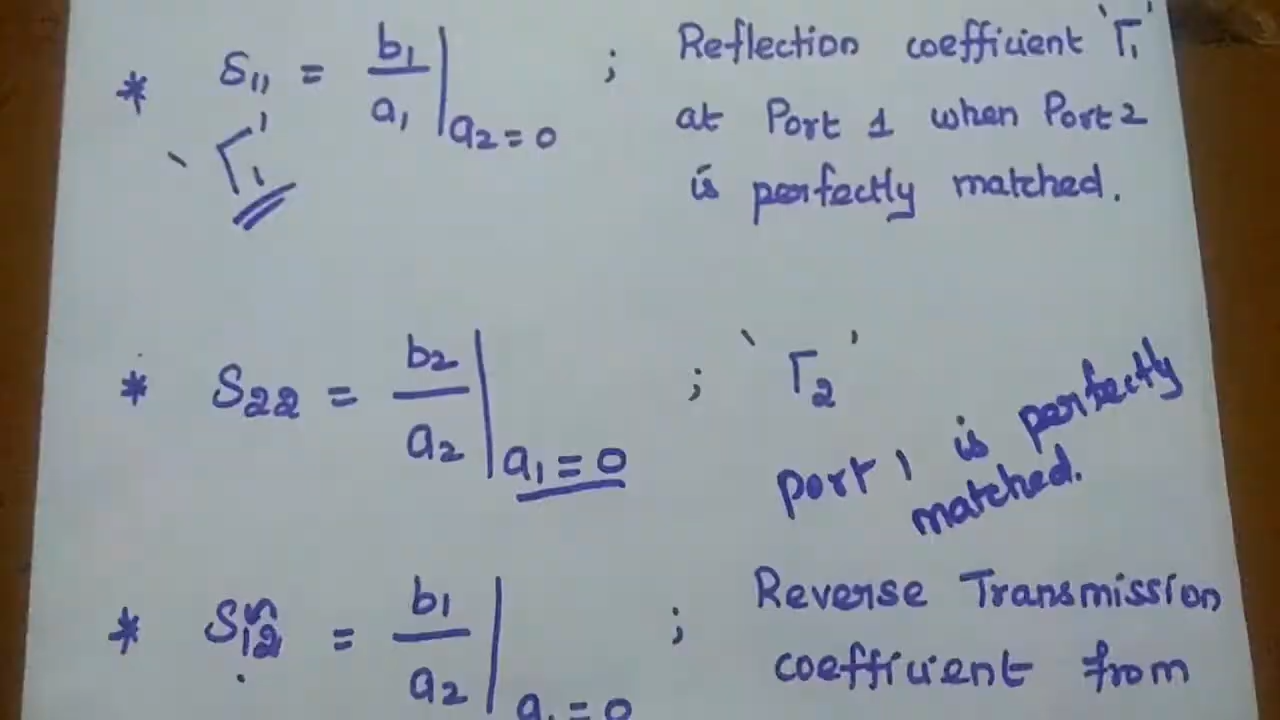 * S11 = b1/a1 | a2 = 0 ; Reflection coefficient 'Γ1'
at Port 1 when Port 2
is perfectly matched.
'Γ1'
* S22 = b2/a2 | a1 = 0 ; 'Γ2'
port 1 is perfectly
matched.
* S12 = b1/a2 | a1 = 0 ; Reverse Transmission
coefficient from